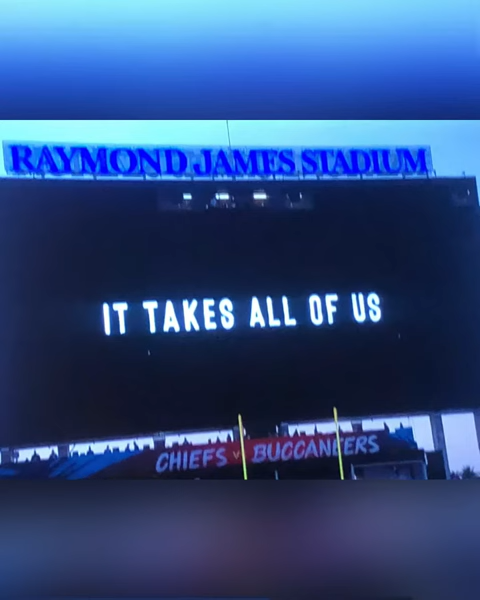 RAYMOND JAMES STADIUM
IT TAKES ALL OF US
CHIEFS V BUCCANEERS